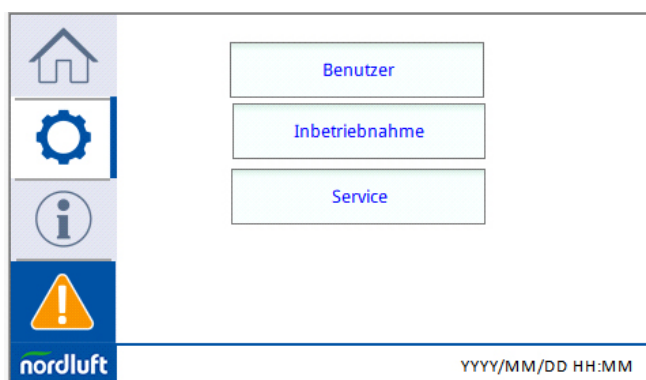 Benutzer
Inbetriebnahme
Service
nordluft
YYYY/MM/DD HH:MM